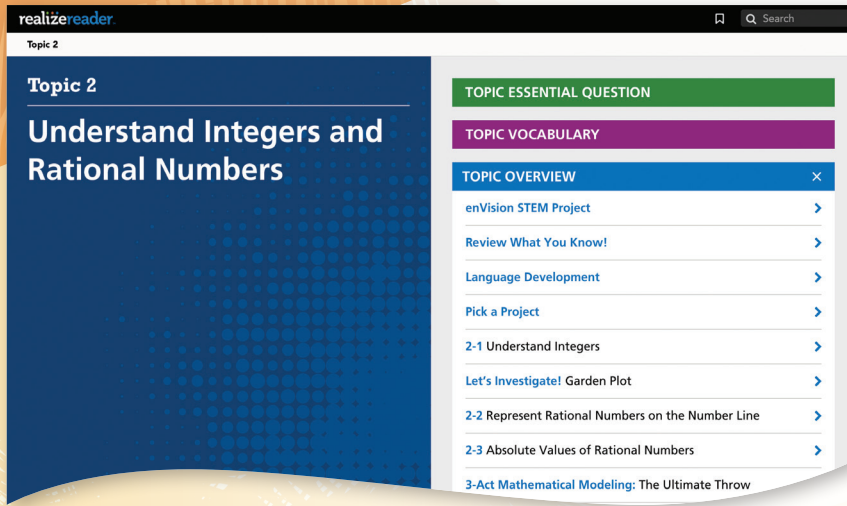 realizereader.
Search
Topic 2
Topic 2
Understand Integers and
Rational Numbers
TOPIC ESSENTIAL QUESTION
TOPIC VOCABULARY
TOPIC OVERVIEW
enVision STEM Project
Review What You Know!
Language Development
Pick a Project
2-1 Understand Integers
Let's Investigate! Garden Plot
2-2 Represent Rational Numbers on the Number Line
2-3 Absolute Values of Rational Numbers
3-Act Mathematical Modeling: The Ultimate Throw